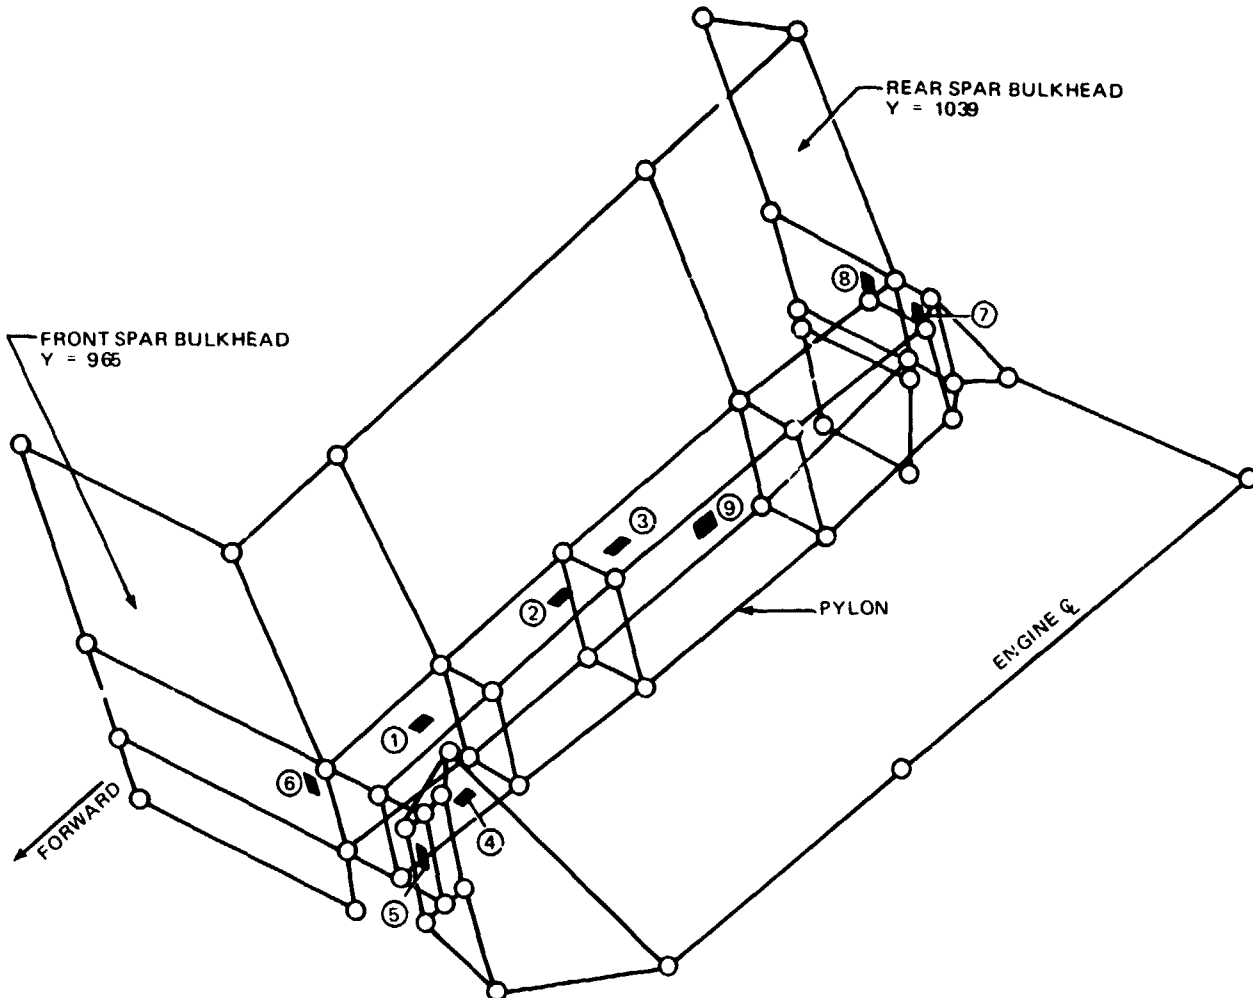 REAR SPAR BULKHEAD
Y = 1039
8
7
FRONT SPAR BULKHEAD
Y = 965
3
9
2
PYLON
ENGINE ℄
1
6
FORWARD
4
5